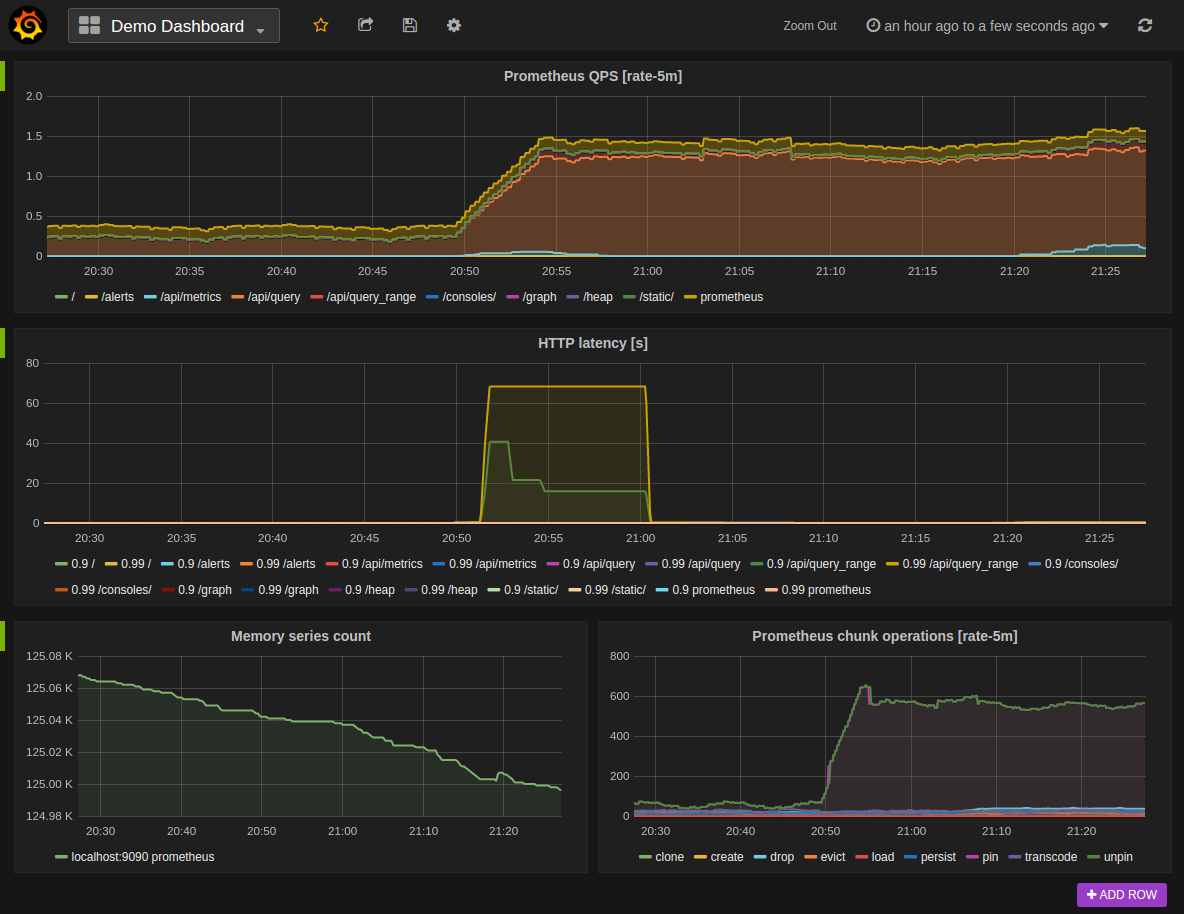 Demo Dashboard
Zoom Out
an hour ago to a few seconds ago
Prometheus QPS [rate-5m]
2.0
1.5
1.0
0.5
0
20:30 20:35 20:40 20:45 20:50 20:55 21:00 21:05 21:10 21:15 21:20 21:25
/ /alerts /api/metrics /api/query /api/query_range /consoles/ /graph /heap /static/ prometheus
HTTP latency [s]
80
60
40
20
0
20:30 20:35 20:40 20:45 20:50 20:55 21:00 21:05 21:10 21:15 21:20 21:25
0.9 / 0.99 / 0.9 /alerts 0.99 /alerts 0.9 /api/metrics 0.99 /api/metrics 0.9 /api/query 0.99 /api/query 0.9 /api/query_range 0.99 /api/query_range 0.9 /consoles/
0.99 /consoles/ 0.9 /graph 0.99 /graph 0.9 /heap 0.99 /heap 0.9 /static/ 0.99 /static/ 0.9 prometheus 0.99 prometheus
Memory series count
125.08 K
125.06 K
125.04 K
125.02 K
125.00 K
124.98 K
20:30 20:40 20:50 21:00 21:10 21:20
localhost:9090 prometheus
Prometheus chunk operations [rate-5m]
800
600
400
200
0
20:30 20:40 20:50 21:00 21:10 21:20
clone create drop evict load persist pin transcode unpin
ADD ROW